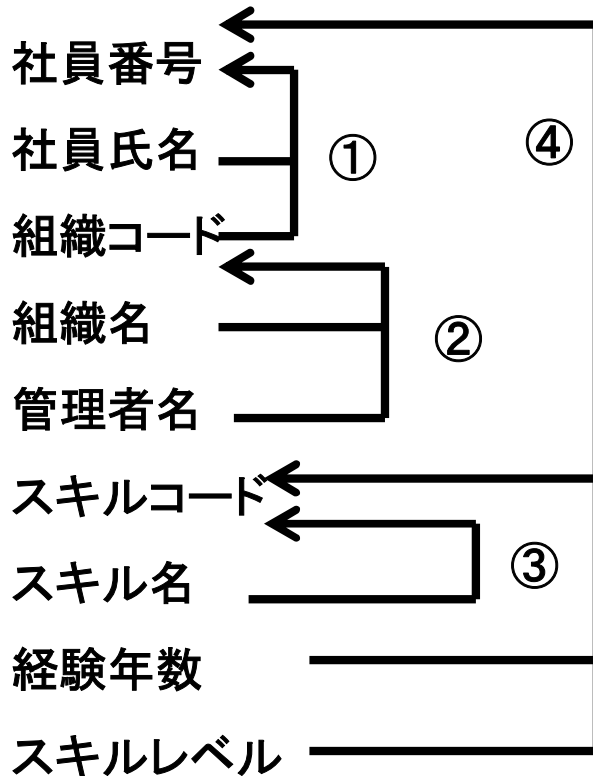 社員番号
社員氏名
組織コード
組織名
管理者名
スキルコード
スキル名
経験年数
スキルレベル
①
②
③
④